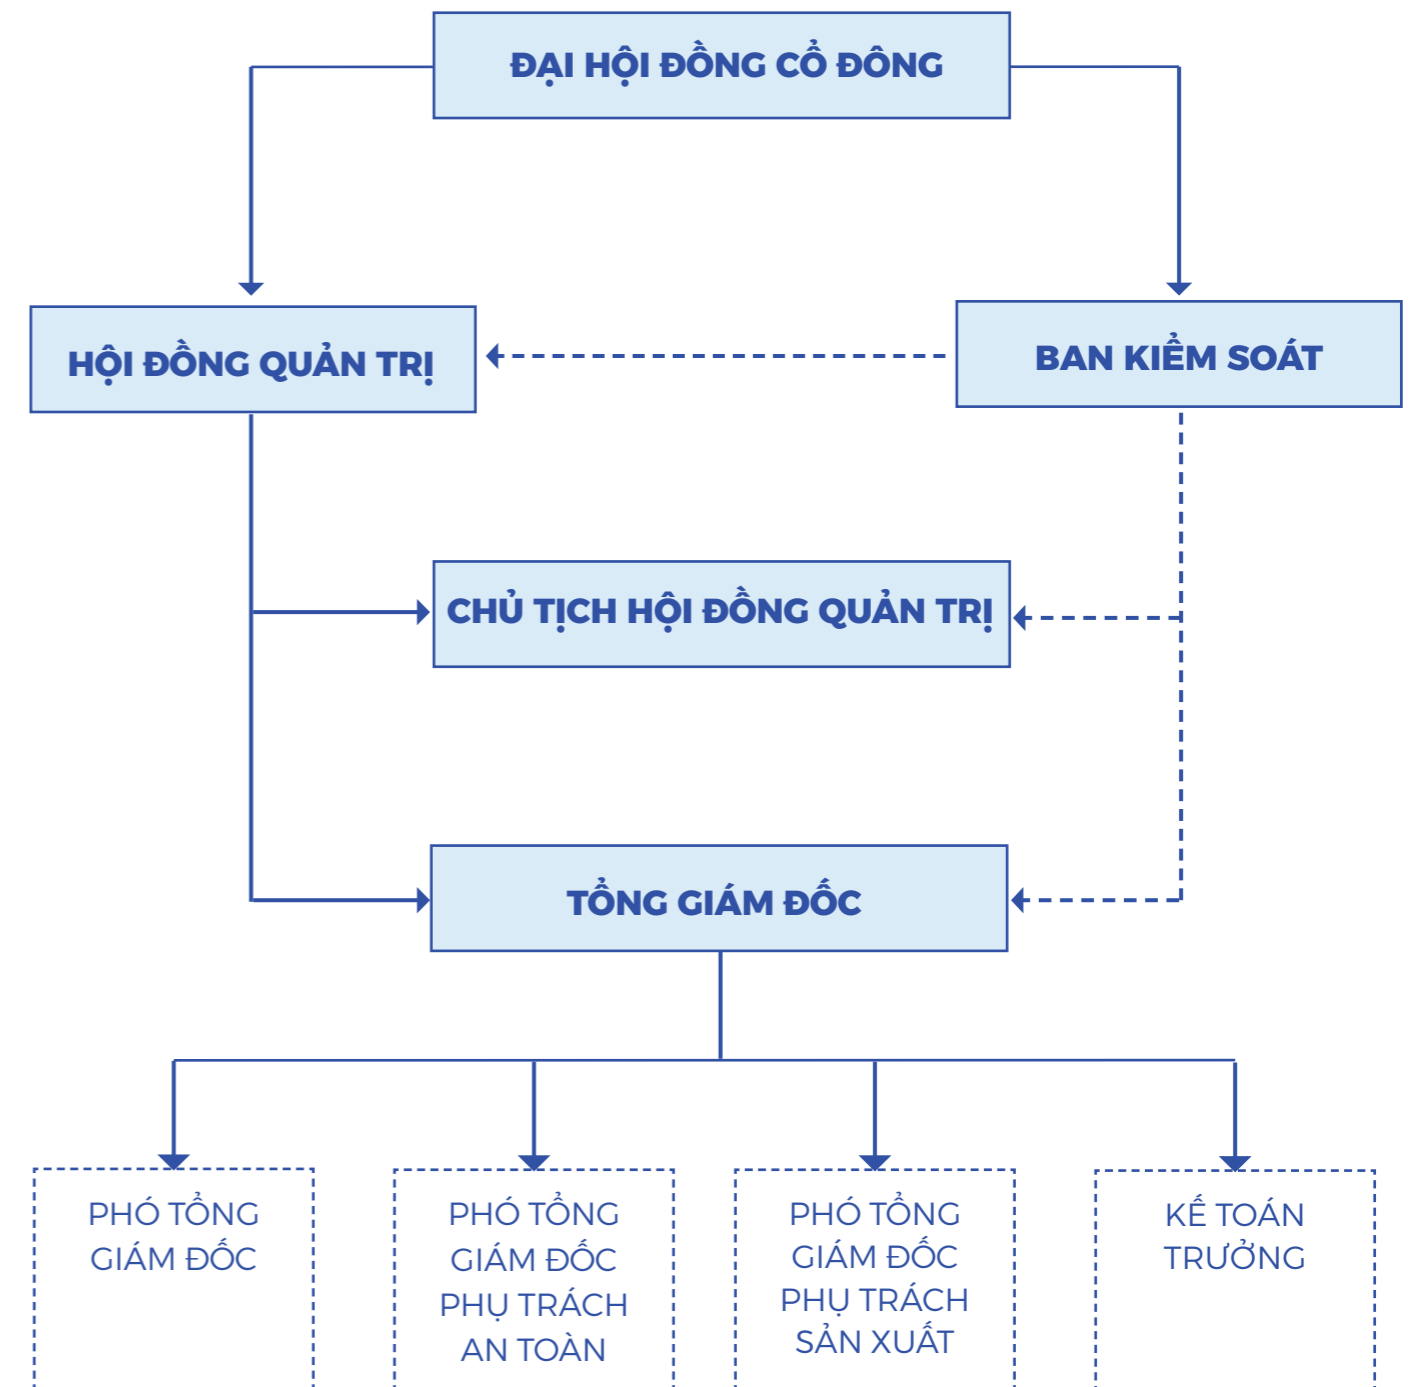 ĐẠI HỘI ĐỒNG CỔ ĐÔNG
HỘI ĐỒNG QUẢN TRỊ
BAN KIỂM SOÁT
CHỦ TỊCH HỘI ĐỒNG QUẢN TRỊ
TỔNG GIÁM ĐỐC
PHÓ TỔNG
GIÁM ĐỐC
PHÓ TỔNG
GIÁM ĐỐC
PHỤ TRÁCH
AN TOÀN
PHÓ TỔNG
GIÁM ĐỐC
PHỤ TRÁCH
SẢN XUẤT
KẾ TOÁN
TRƯỞNG